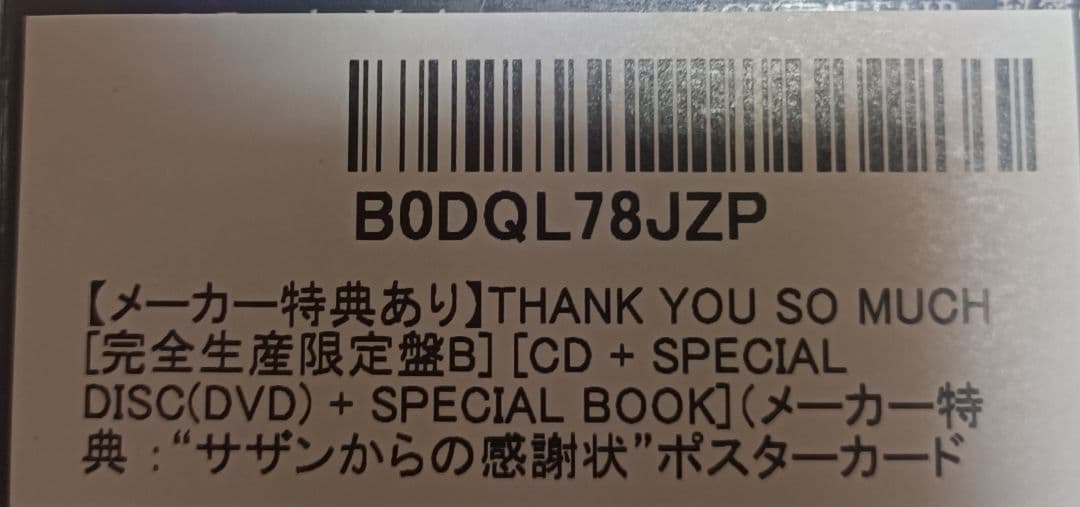 B0DQL78JZP
【メーカー特典あり】THANK YOU SO MUCH
[完全生産限定盤B] [CD + SPECIAL
DISC(DVD) + SPECIAL BOOK](メーカー特
典 : “サザンからの感謝状”ポスターカード